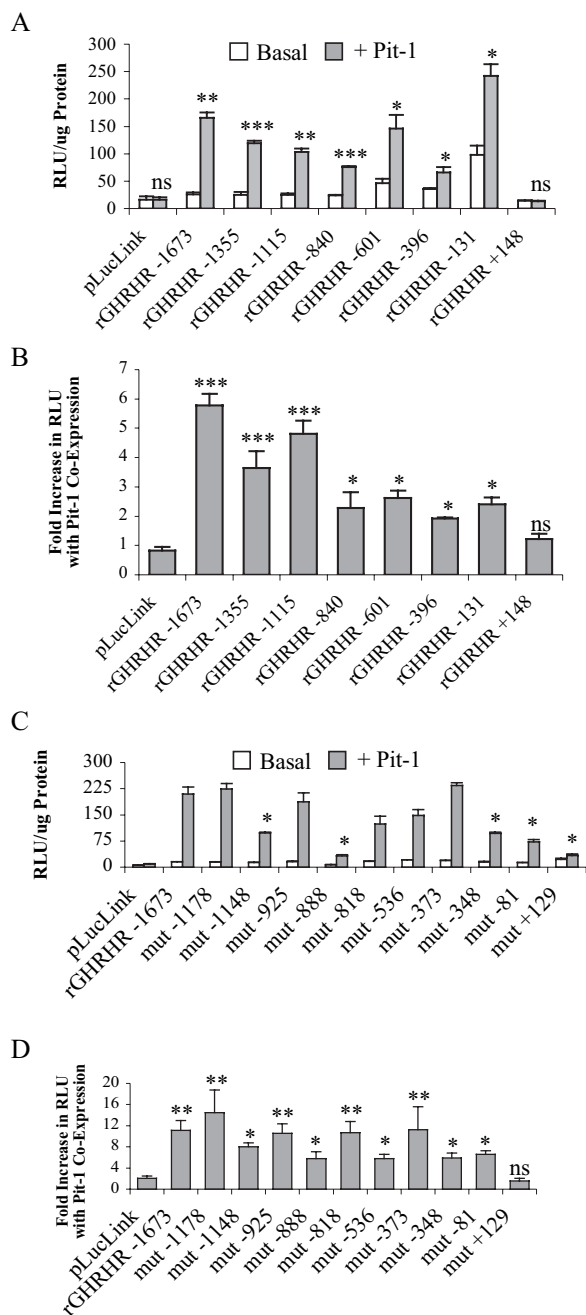 A
Basal + Pit-1
RLU/ug Protein
300
250
200
150
100
50
0
ns
**
***
**
***
*
*
*
ns
pLucLink
rGHRHR -1673
rGHRHR -1355
rGHRHR -1115
rGHRHR -840
rGHRHR -601
rGHRHR -396
rGHRHR -131
rGHRHR +148
B
Fold Increase in RLU
with Pit-1 Co-Expression
7
6
5
4
3
2
1
0
***
***
***
*
*
*
*
ns
pLucLink
rGHRHR -1673
rGHRHR -1355
rGHRHR -1115
rGHRHR -840
rGHRHR -601
rGHRHR -396
rGHRHR -131
rGHRHR +148
C
Basal + Pit-1
RLU/ug Protein
300
225
150
75
0
*
*
*
*
*
pLucLink
rGHRHR -1673
mut -1178
mut -1148
mut -925
mut -888
mut -818
mut -536
mut -373
mut -348
mut -81
mut +129
D
Fold Increase in RLU
with Pit-1 Co-Expression
20
16
12
8
4
0
**
**
*
**
*
**
*
**
*
*
ns
pLucLink
rGHRHR -1673
mut -1178
mut -1148
mut -925
mut -888
mut -818
mut -536
mut -373
mut -348
mut -81
mut +129